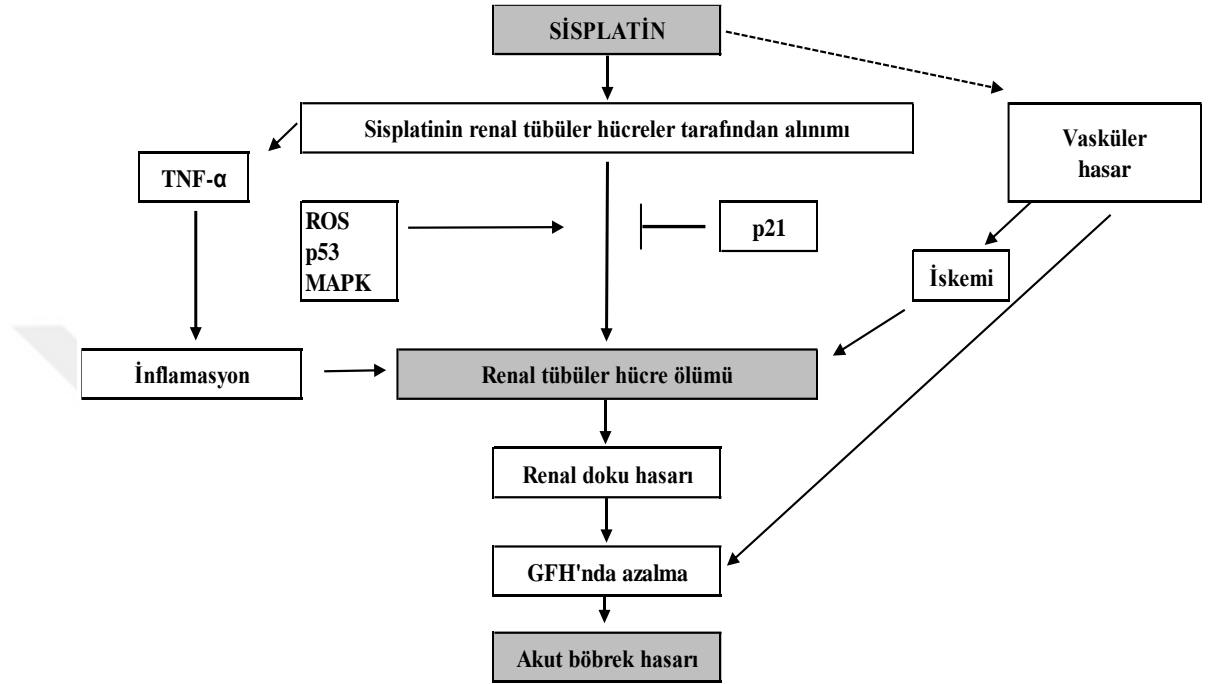 SİSPLATİN
Sisplatinin renal tübüler hücreler tarafından alınımı
Vasküler
hasar
TNF-α
ROS
p53
MAPK
p21
İskemi
İnflamasyon
Renal tübüler hücre ölümü
Renal doku hasarı
GFH'nda azalma
Akut böbrek hasarı